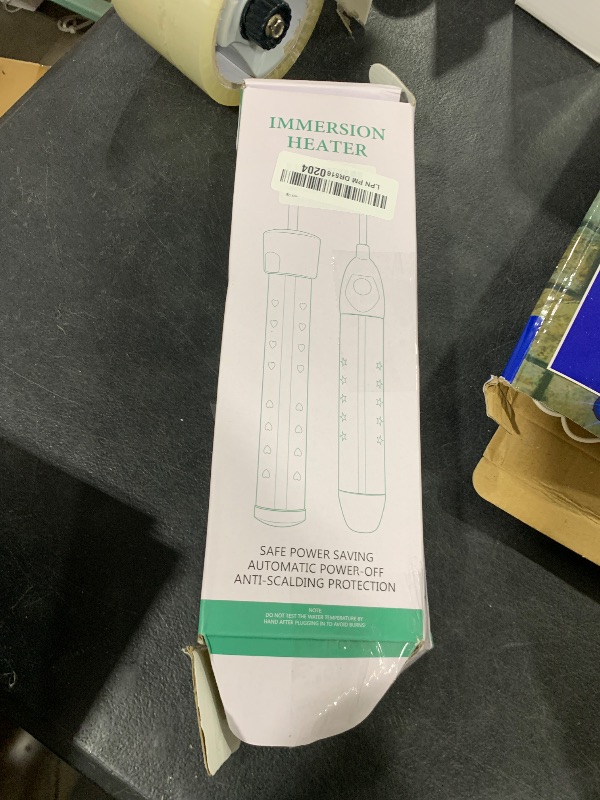 IMMERSION
HEATER
LPN PM DR516 0204
SAFE POWER SAVING
AUTOMATIC POWER-OFF
ANTI-SCALDING PROTECTION
NOTE
DO NOT TEST THE WATER TEMPERATURE BY
HAND AFTER PLUGGING IN TO AVOID BURNS